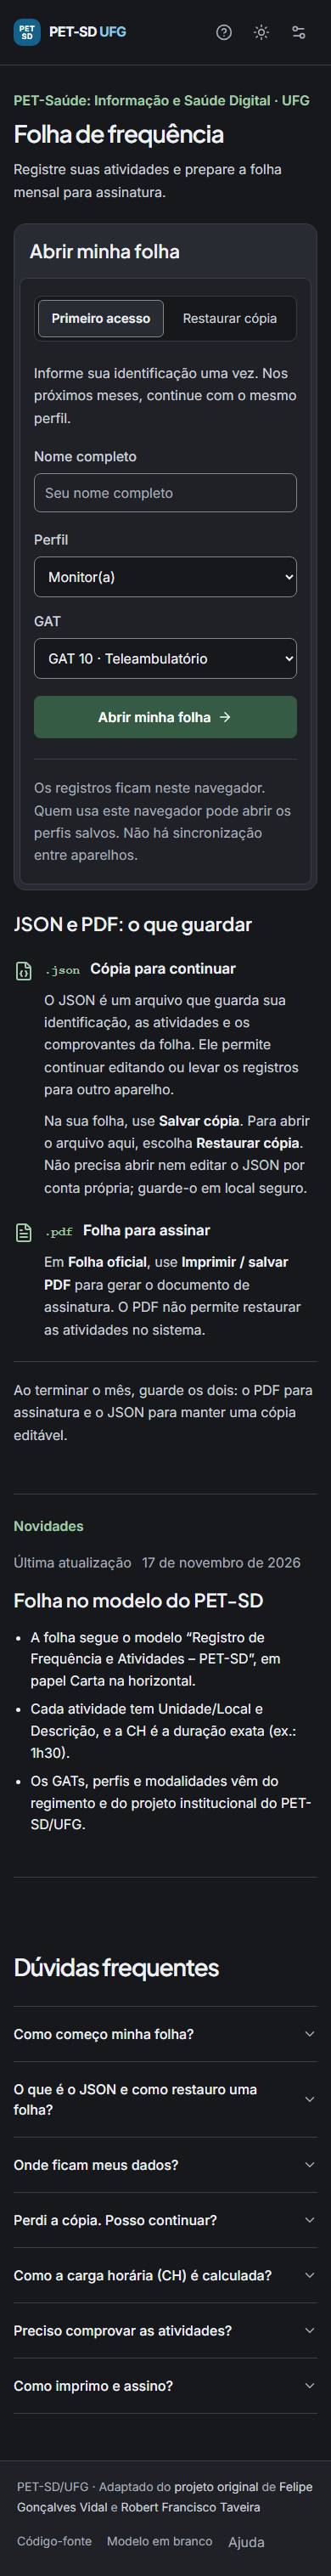 PET
SD
PET-SD UFG
PET-Saúde: Informação e Saúde Digital · UFG
Folha de frequência
Registre suas atividades e prepare a folha
mensal para assinatura.
Abrir minha folha
Primeiro acesso
Restaurar cópia
Informe sua identificação uma vez. Nos
próximos meses, continue com o mesmo
perfil.
Nome completo
Seu nome completo
Perfil
Monitor(a)
GAT
GAT 10 · Teleambulatório
Abrir minha folha →
Os registros ficam neste navegador.
Quem usa este navegador pode abrir os
perfis salvos. Não há sincronização
entre aparelhos.
JSON e PDF: o que guardar
.json Cópia para continuar
O JSON é um arquivo que guarda sua
identificação, as atividades e os
comprovantes da folha. Ele permite
continuar editando ou levar os registros
para outro aparelho.
Na sua folha, use Salvar cópia. Para abrir
o arquivo aqui, escolha Restaurar cópia.
Não precisa abrir nem editar o JSON por
conta própria; guarde-o em local seguro.
.pdf Folha para assinar
Em Folha oficial, use Imprimir / salvar
PDF para gerar o documento de
assinatura. O PDF não permite restaurar
as atividades no sistema.
Ao terminar o mês, guarde os dois: o PDF para
assinatura e o JSON para manter uma cópia
editável.
Novidades
Última atualização 17 de novembro de 2026
Folha no modelo do PET-SD
• A folha segue o modelo “Registro de
Frequência e Atividades – PET-SD”, em
papel Carta na horizontal.
• Cada atividade tem Unidade/Local e
Descrição, e a CH é a duração exata (ex.:
1h30).
• Os GATs, perfis e modalidades vêm do
regimento e do projeto institucional do PET-
SD/UFG.
Dúvidas frequentes
Como começo minha folha?
O que é o JSON e como restauro uma
folha?
Onde ficam meus dados?
Perdi a cópia. Posso continuar?
Como a carga horária (CH) é calculada?
Preciso comprovar as atividades?
Como imprimo e assino?
PET-SD/UFG · Adaptado do projeto original de Felipe
Gonçalves Vidal e Robert Francisco Taveira
Código-fonte Modelo em branco Ajuda